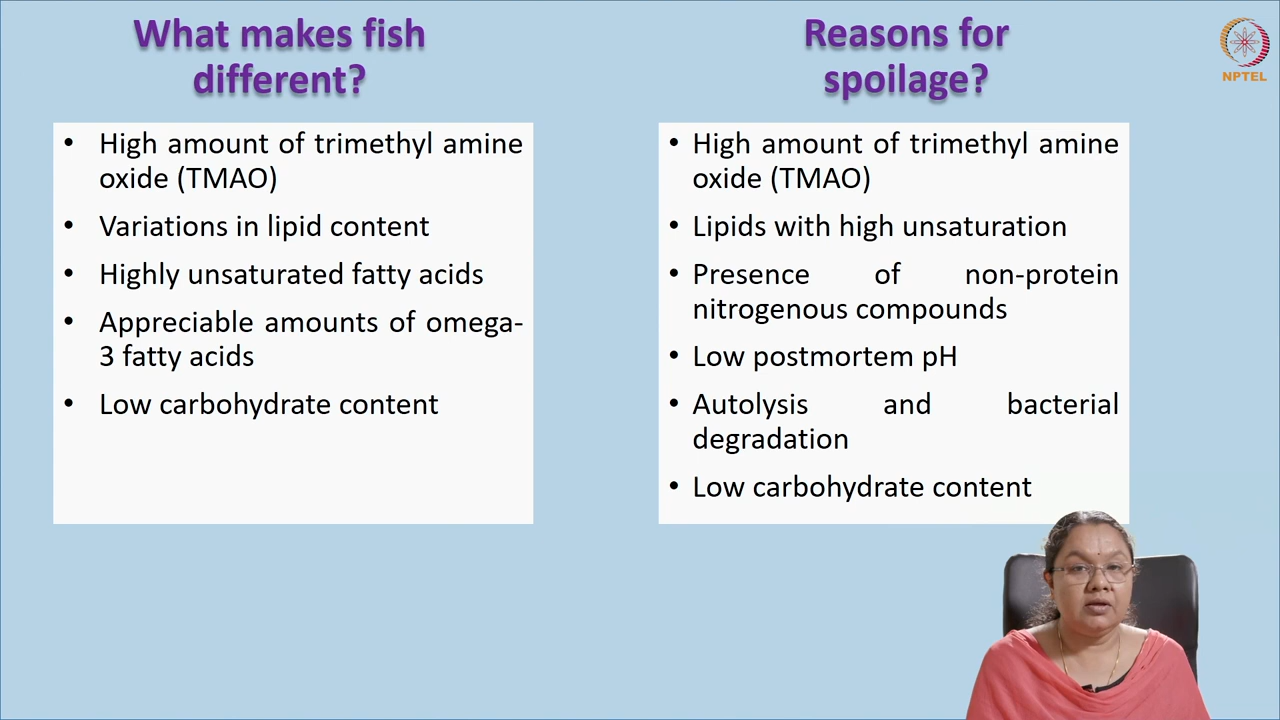 What makes fish
different?
• High amount of trimethyl amine
oxide (TMAO)
• Variations in lipid content
• Highly unsaturated fatty acids
• Appreciable amounts of omega-
3 fatty acids
• Low carbohydrate content
Reasons for
spoilage?
• High amount of trimethyl amine
oxide (TMAO)
• Lipids with high unsaturation
• Presence of non-protein
nitrogenous compounds
• Low postmortem pH
• Autolysis and bacterial
degradation
• Low carbohydrate content
NPTEL